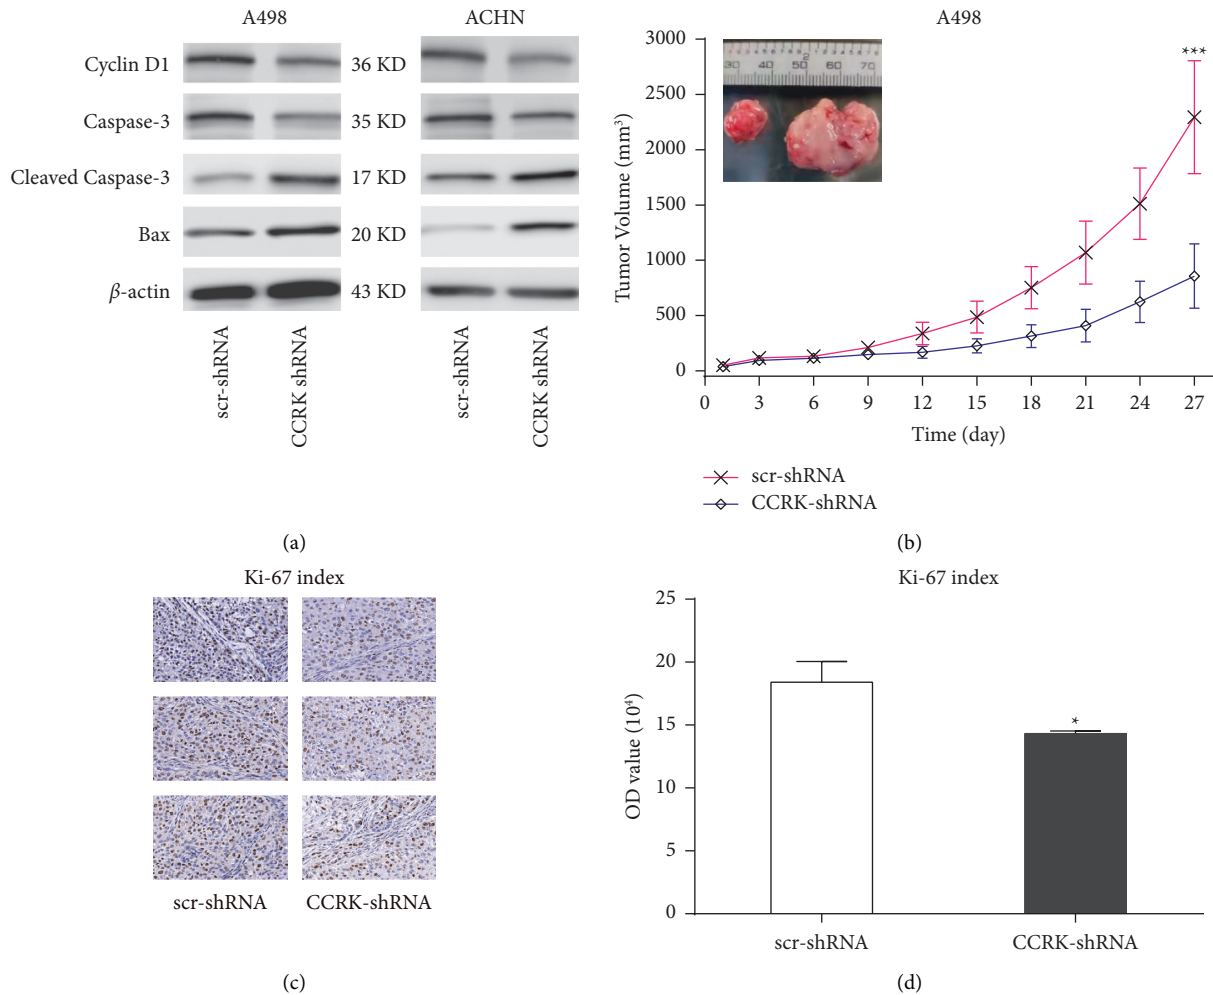 A498
ACHN
Cyclin D1
36 KD
Caspase-3
35 KD
Cleaved Caspase-3
17 KD
Bax
20 KD
β-actin
43 KD
scr-shRNA
CCRK shRNA
scr-shRNA
CCRK shRNA
(a)
A498
Tumor Volume (mm³)
3000
2500
2000
1500
1000
500
0
30 40 50 60 70
2
***
0 3 6 9 12 15 18 21 24 27
Time (day)
scr-shRNA
CCRK-shRNA
(b)
Ki-67 index
scr-shRNA
CCRK-shRNA
(c)
Ki-67 index
OD value (10⁴)
25
20
15
10
5
0
*
scr-shRNA
CCRK-shRNA
(d)